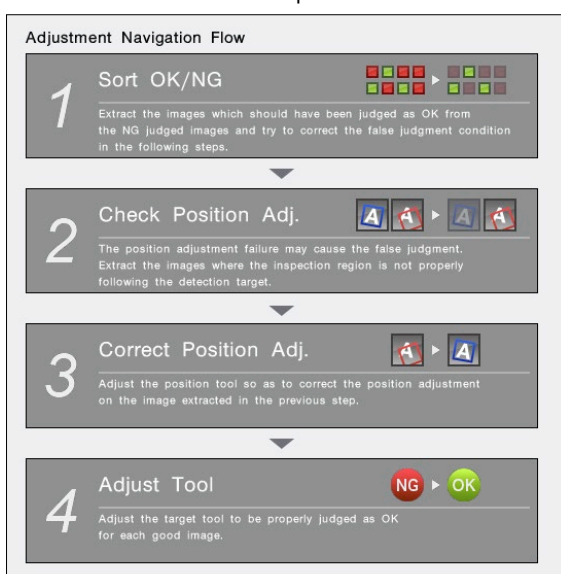 Adjustment Navigation Flow
1
Sort OK/NG
Extract the images which should have been judged as OK from
the NG judged images and try to correct the false judgment condition
in the following steps.
2
Check Position Adj.
A A A A
The position adjustment failure may cause the false judgment.
Extract the images where the inspection region is not properly
following the detection target.
3
Correct Position Adj.
A A
Adjust the position tool so as to correct the position adjustment
on the image extracted in the previous step.
4
Adjust Tool
NG OK
Adjust the target tool to be properly judged as OK
for each good image.